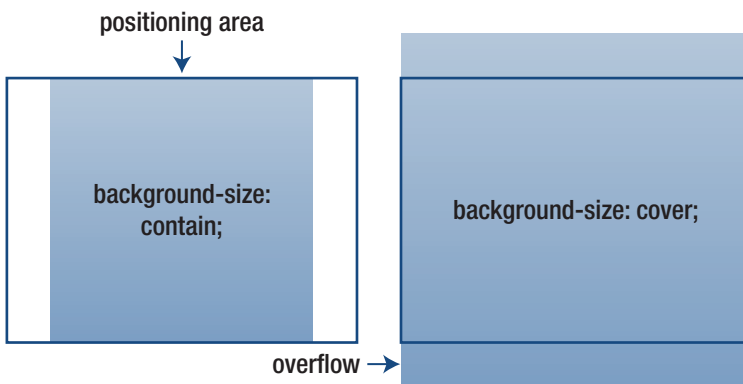 positioning area
background-size:
contain;
background-size: cover;
overflow